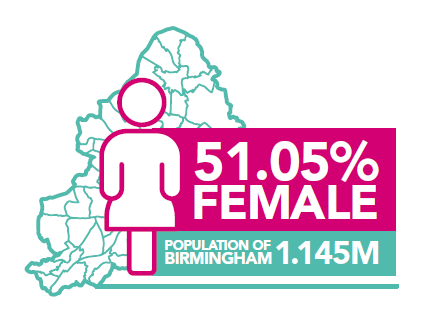 51.05%
FEMALE
POPULATION OF
BIRMINGHAM 1.145M